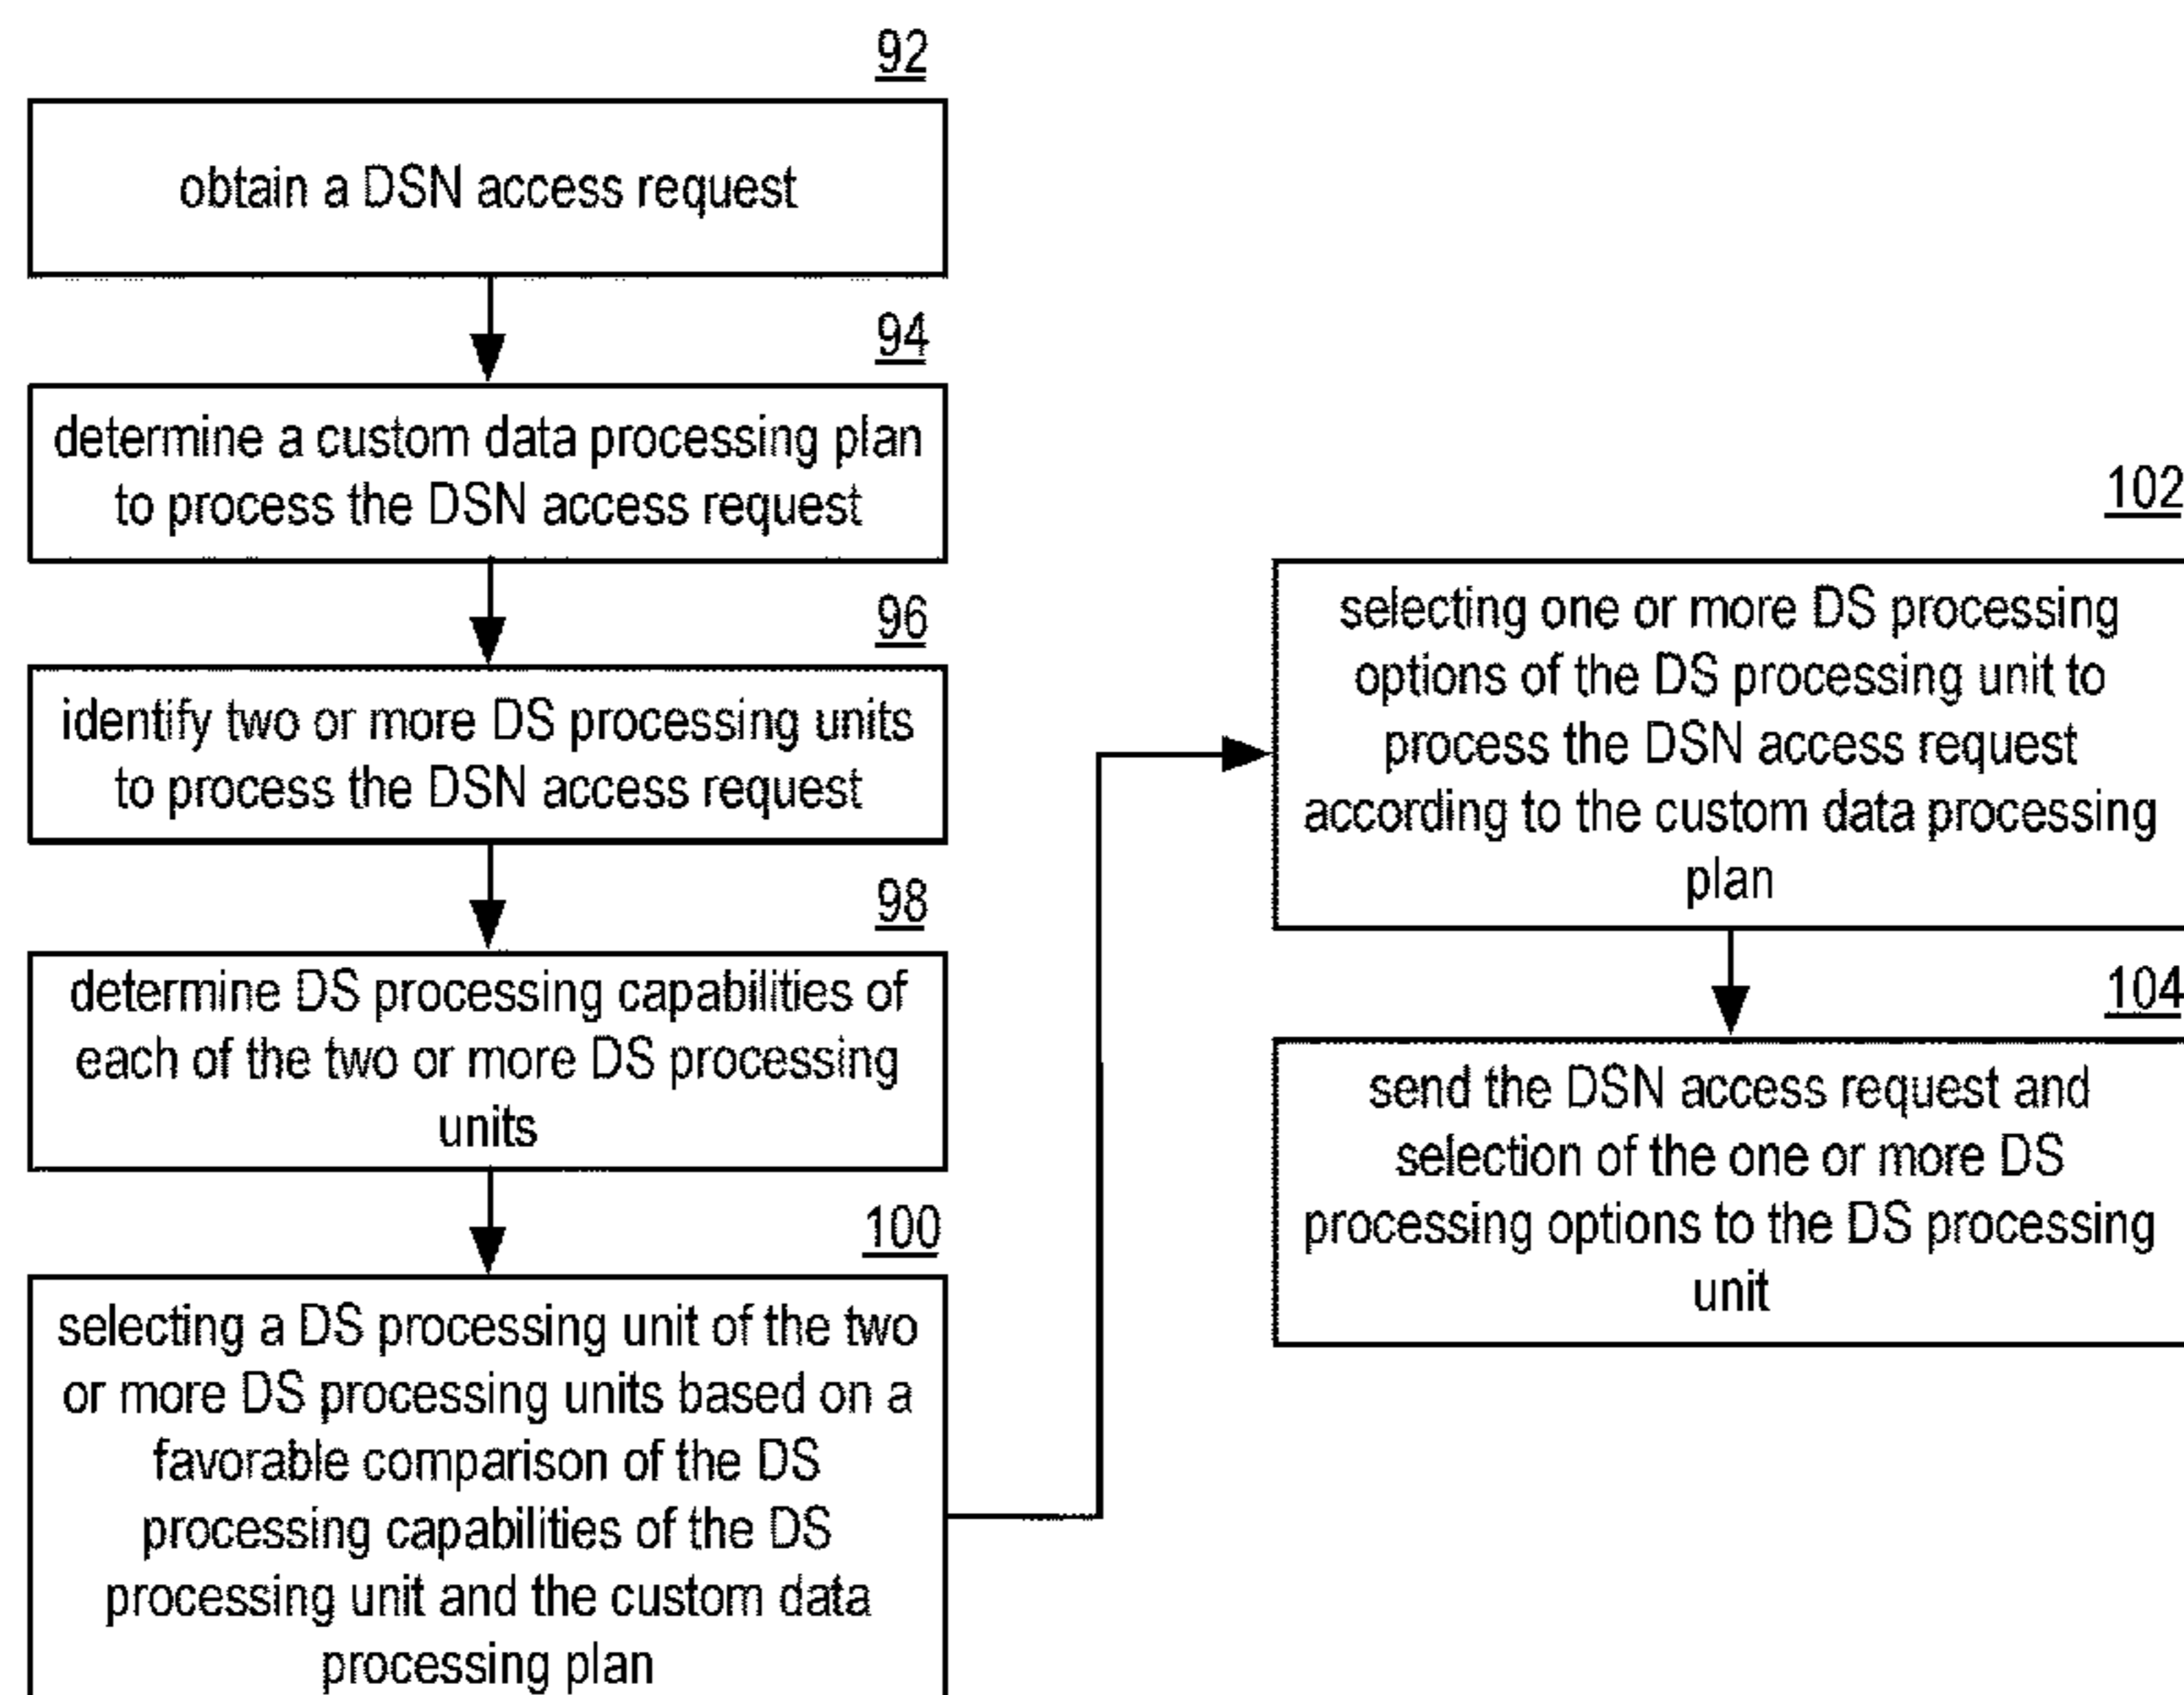 92
obtain a DSN access request
94
determine a custom data processing plan
to process the DSN access request
96
identify two or more DS processing units
to process the DSN access request
98
determine DS processing capabilities of
each of the two or more DS processing
units
100
selecting a DS processing unit of the two
or more DS processing units based on a
favorable comparison of the DS
processing capabilities of the DS
processing unit and the custom data
processing plan
102
selecting one or more DS processing
options of the DS processing unit to
process the DSN access request
according to the custom data processing
plan
104
send the DSN access request and
selection of the one or more DS
processing options to the DS processing
unit